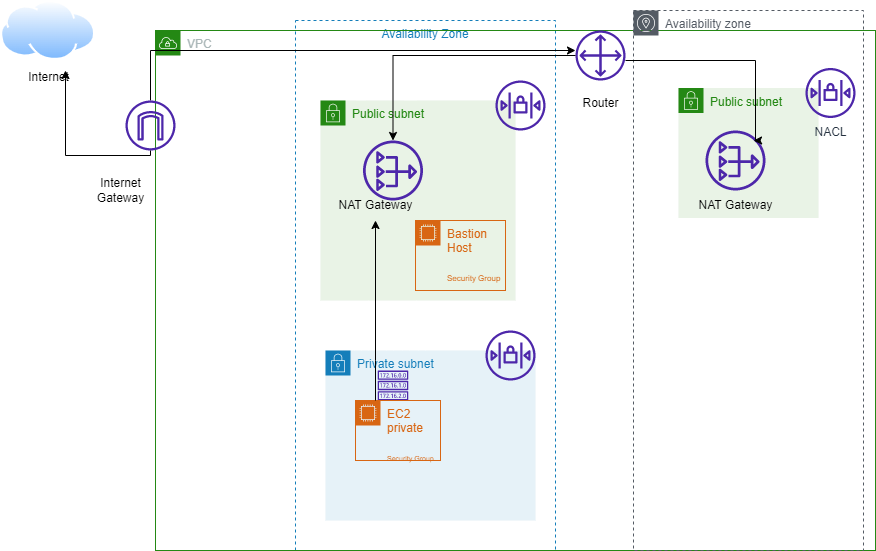 Internet
VPC
Availability Zone
Availability zone
Router
Public subnet
Public subnet
NACL
Internet
Gateway
NAT Gateway
NAT Gateway
Bastion
Host
Security Group
Private subnet
172.16.0.0
172.16.1.0
172.16.2.0
EC2
private
Security Group